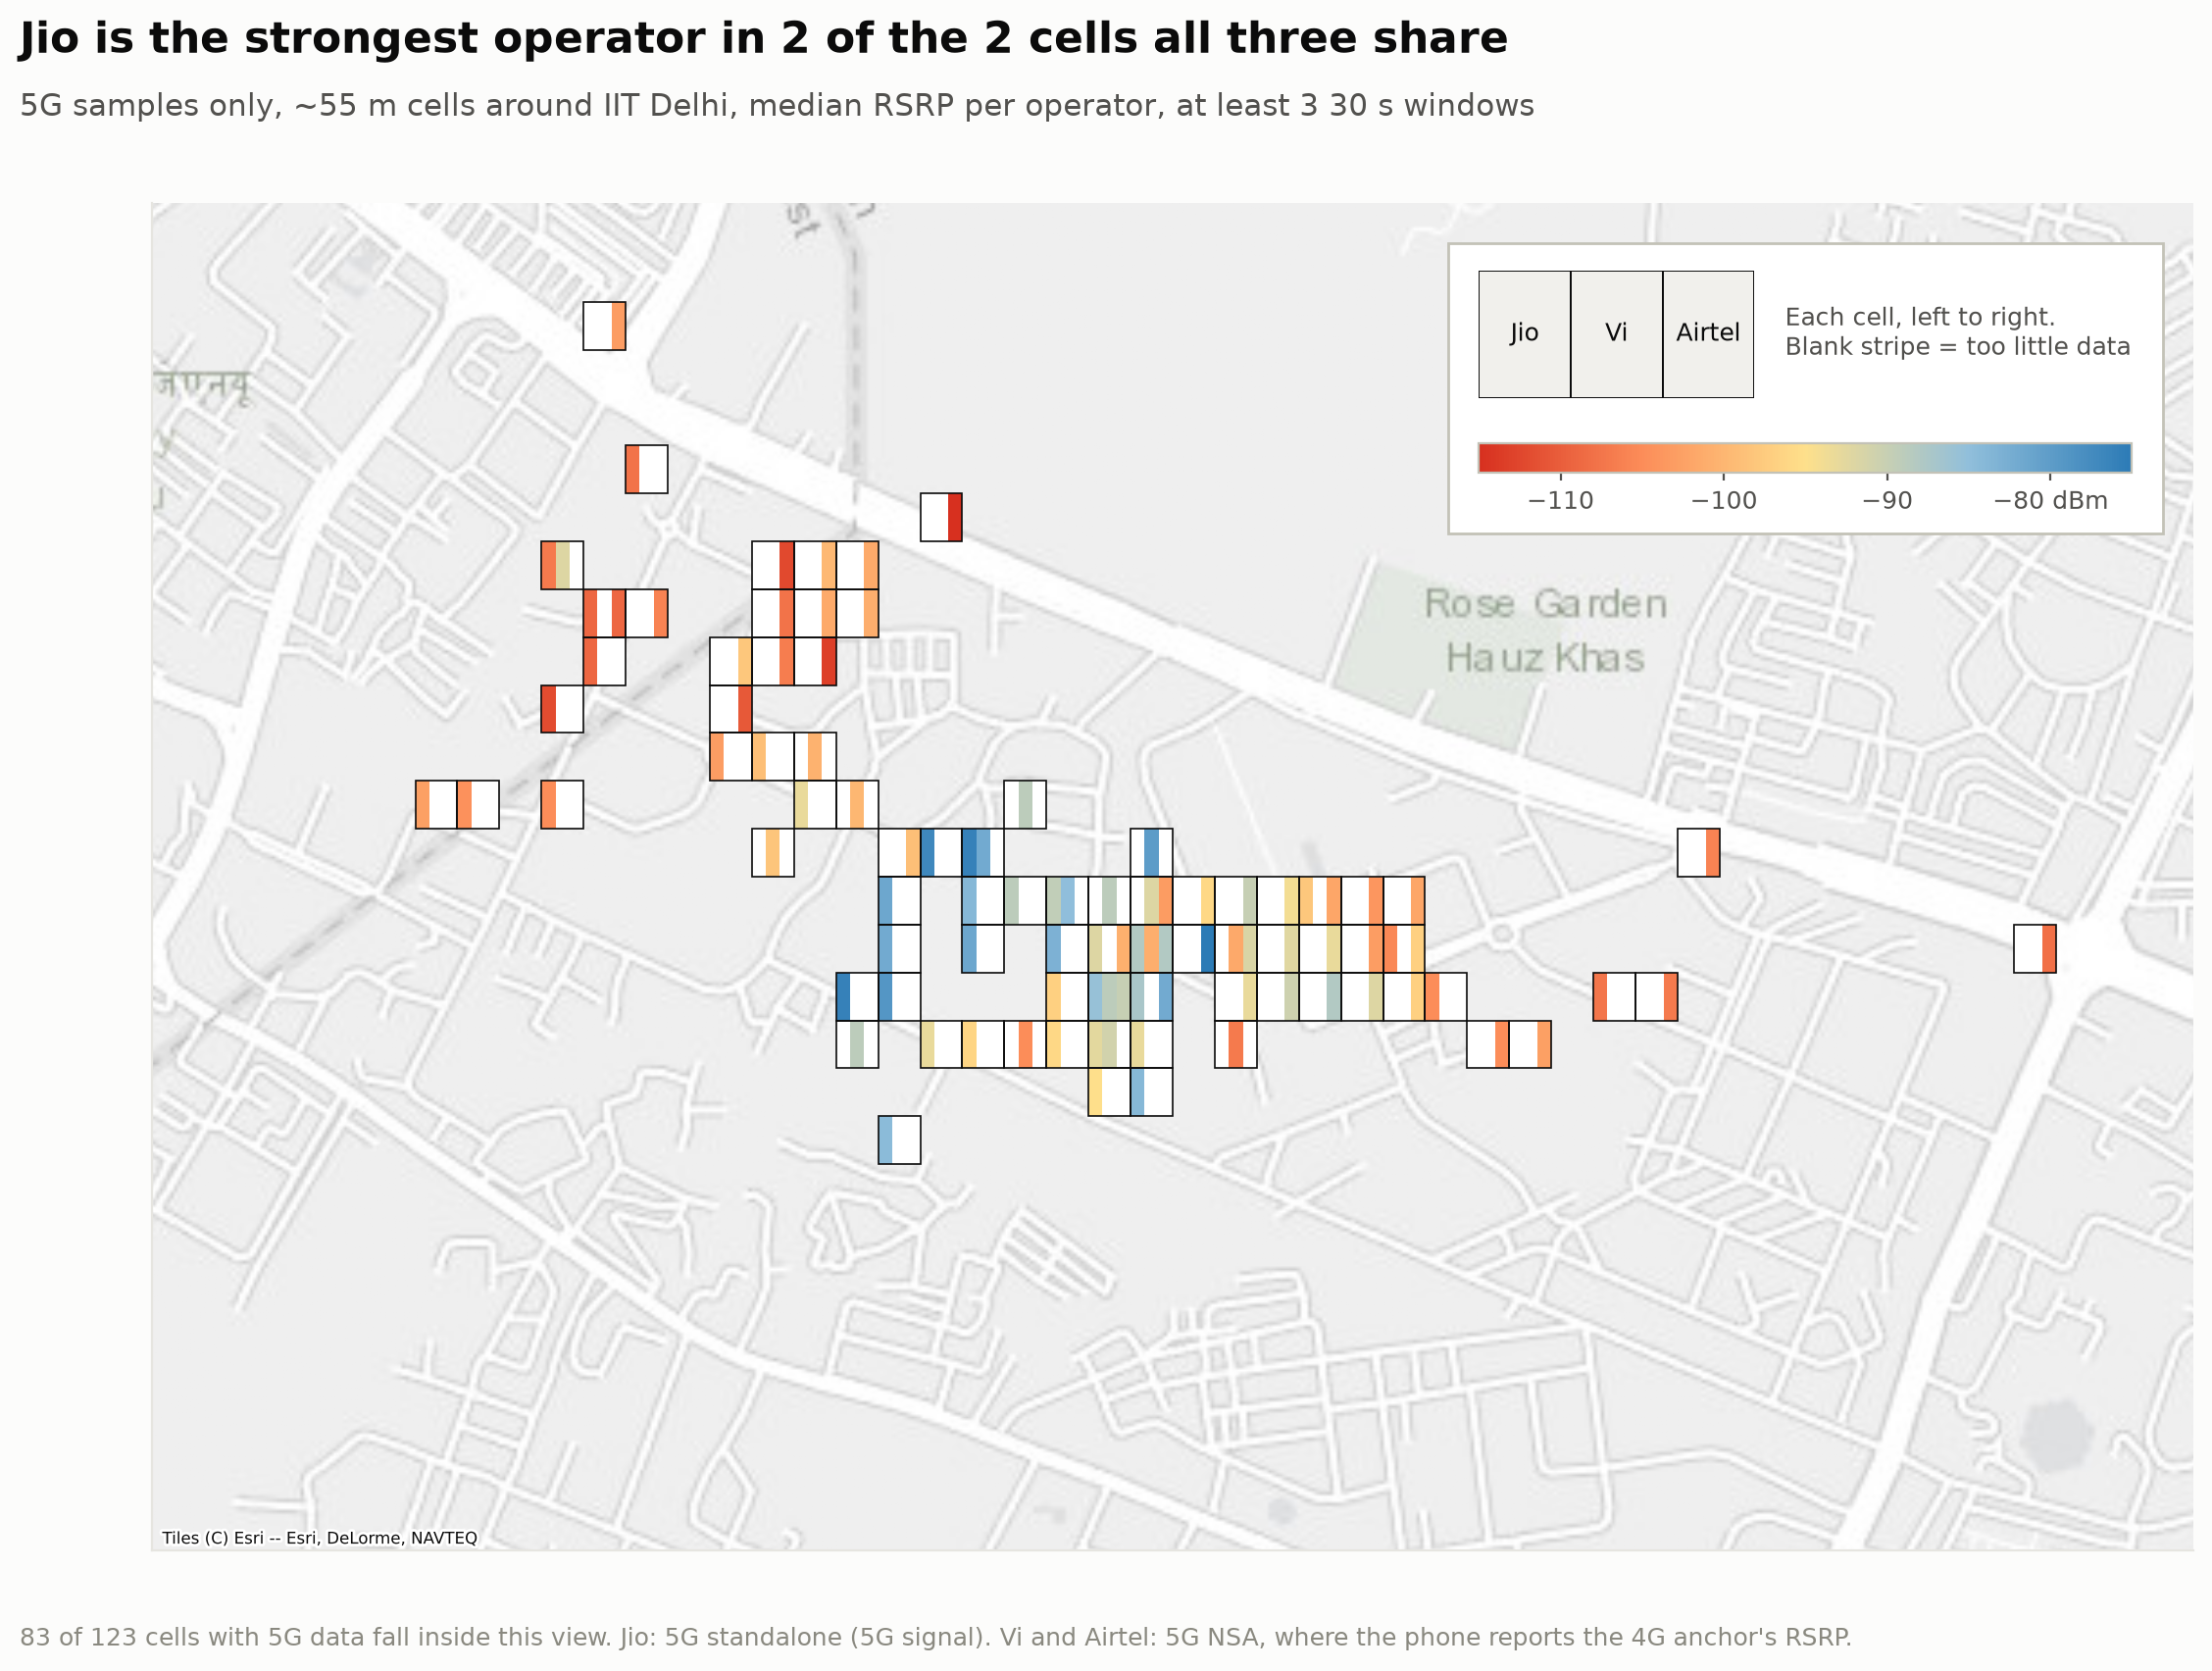 Jio is the strongest operator in 2 of the 2 cells all three share
5G samples only, ~55 m cells around IIT Delhi, median RSRP per operator, at least 3 30 s windows
st
Jio Vi Airtel
Each cell, left to right.
Blank stripe = too little data
−110 −100 −90 −80 dBm
जएनयू
Rose Garden
Hauz Khas
Tiles (C) Esri -- Esri, DeLorme, NAVTEQ
83 of 123 cells with 5G data fall inside this view. Jio: 5G standalone (5G signal). Vi and Airtel: 5G NSA, where the phone reports the 4G anchor's RSRP.